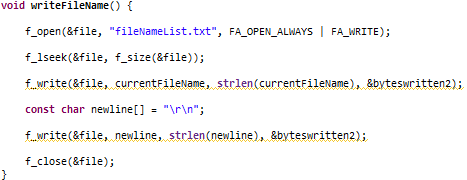 void writeFileName() {
f_open(&file, "fileNameList.txt", FA_OPEN_ALWAYS | FA_WRITE);
f_lseek(&file, f_size(&file));
f_write(&file, currentFileName, strlen(currentFileName), &byteswritten2);
const char newline[] = "\r\n";
f_write(&file, newline, strlen(newline), &byteswritten2);
f_close(&file);
}